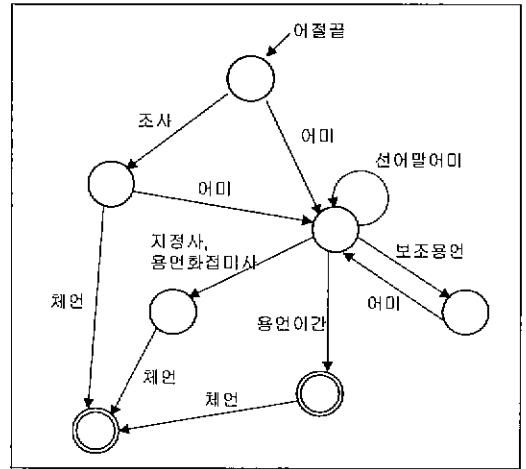 어절끝
조사
어미
선어말어미
어미
지정사,
용언화접미사
보조용언
체언
어미
용언어간
체언
체언